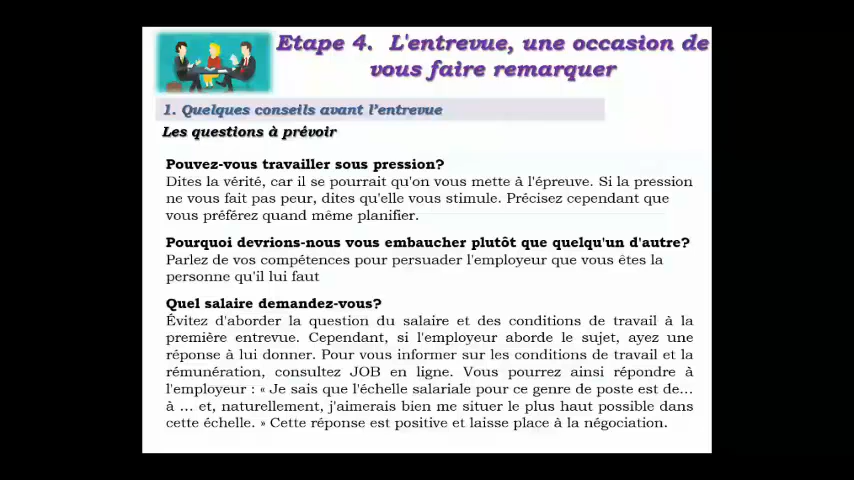 Etape 4. L'entrevue, une occasion de
vous faire remarquer
1. Quelques conseils avant l'entrevue
Les questions à prévoir
Pouvez-vous travailler sous pression?
Dites la vérité, car il se pourrait qu'on vous mette à l'épreuve. Si la pression
ne vous fait pas peur, dites qu'elle vous stimule. Précisez cependant que
vous préférez quand même planifier.
Pourquoi devrions-nous vous embaucher plutôt que quelqu'un d'autre?
Parlez de vos compétences pour persuader l'employeur que vous êtes la
personne qu'il lui faut
Quel salaire demandez-vous?
Évitez d'aborder la question du salaire et des conditions de travail à la
première entrevue. Cependant, si l'employeur aborde le sujet, ayez une
réponse à lui donner. Pour vous informer sur les conditions de travail et la
rémunération, consultez JOB en ligne. Vous pourrez ainsi répondre à
l'employeur : « Je sais que l'échelle salariale pour ce genre de poste est de...
à ... et, naturellement, j'aimerais bien me situer le plus haut possible dans
cette échelle. » Cette réponse est positive et laisse place à la négociation.